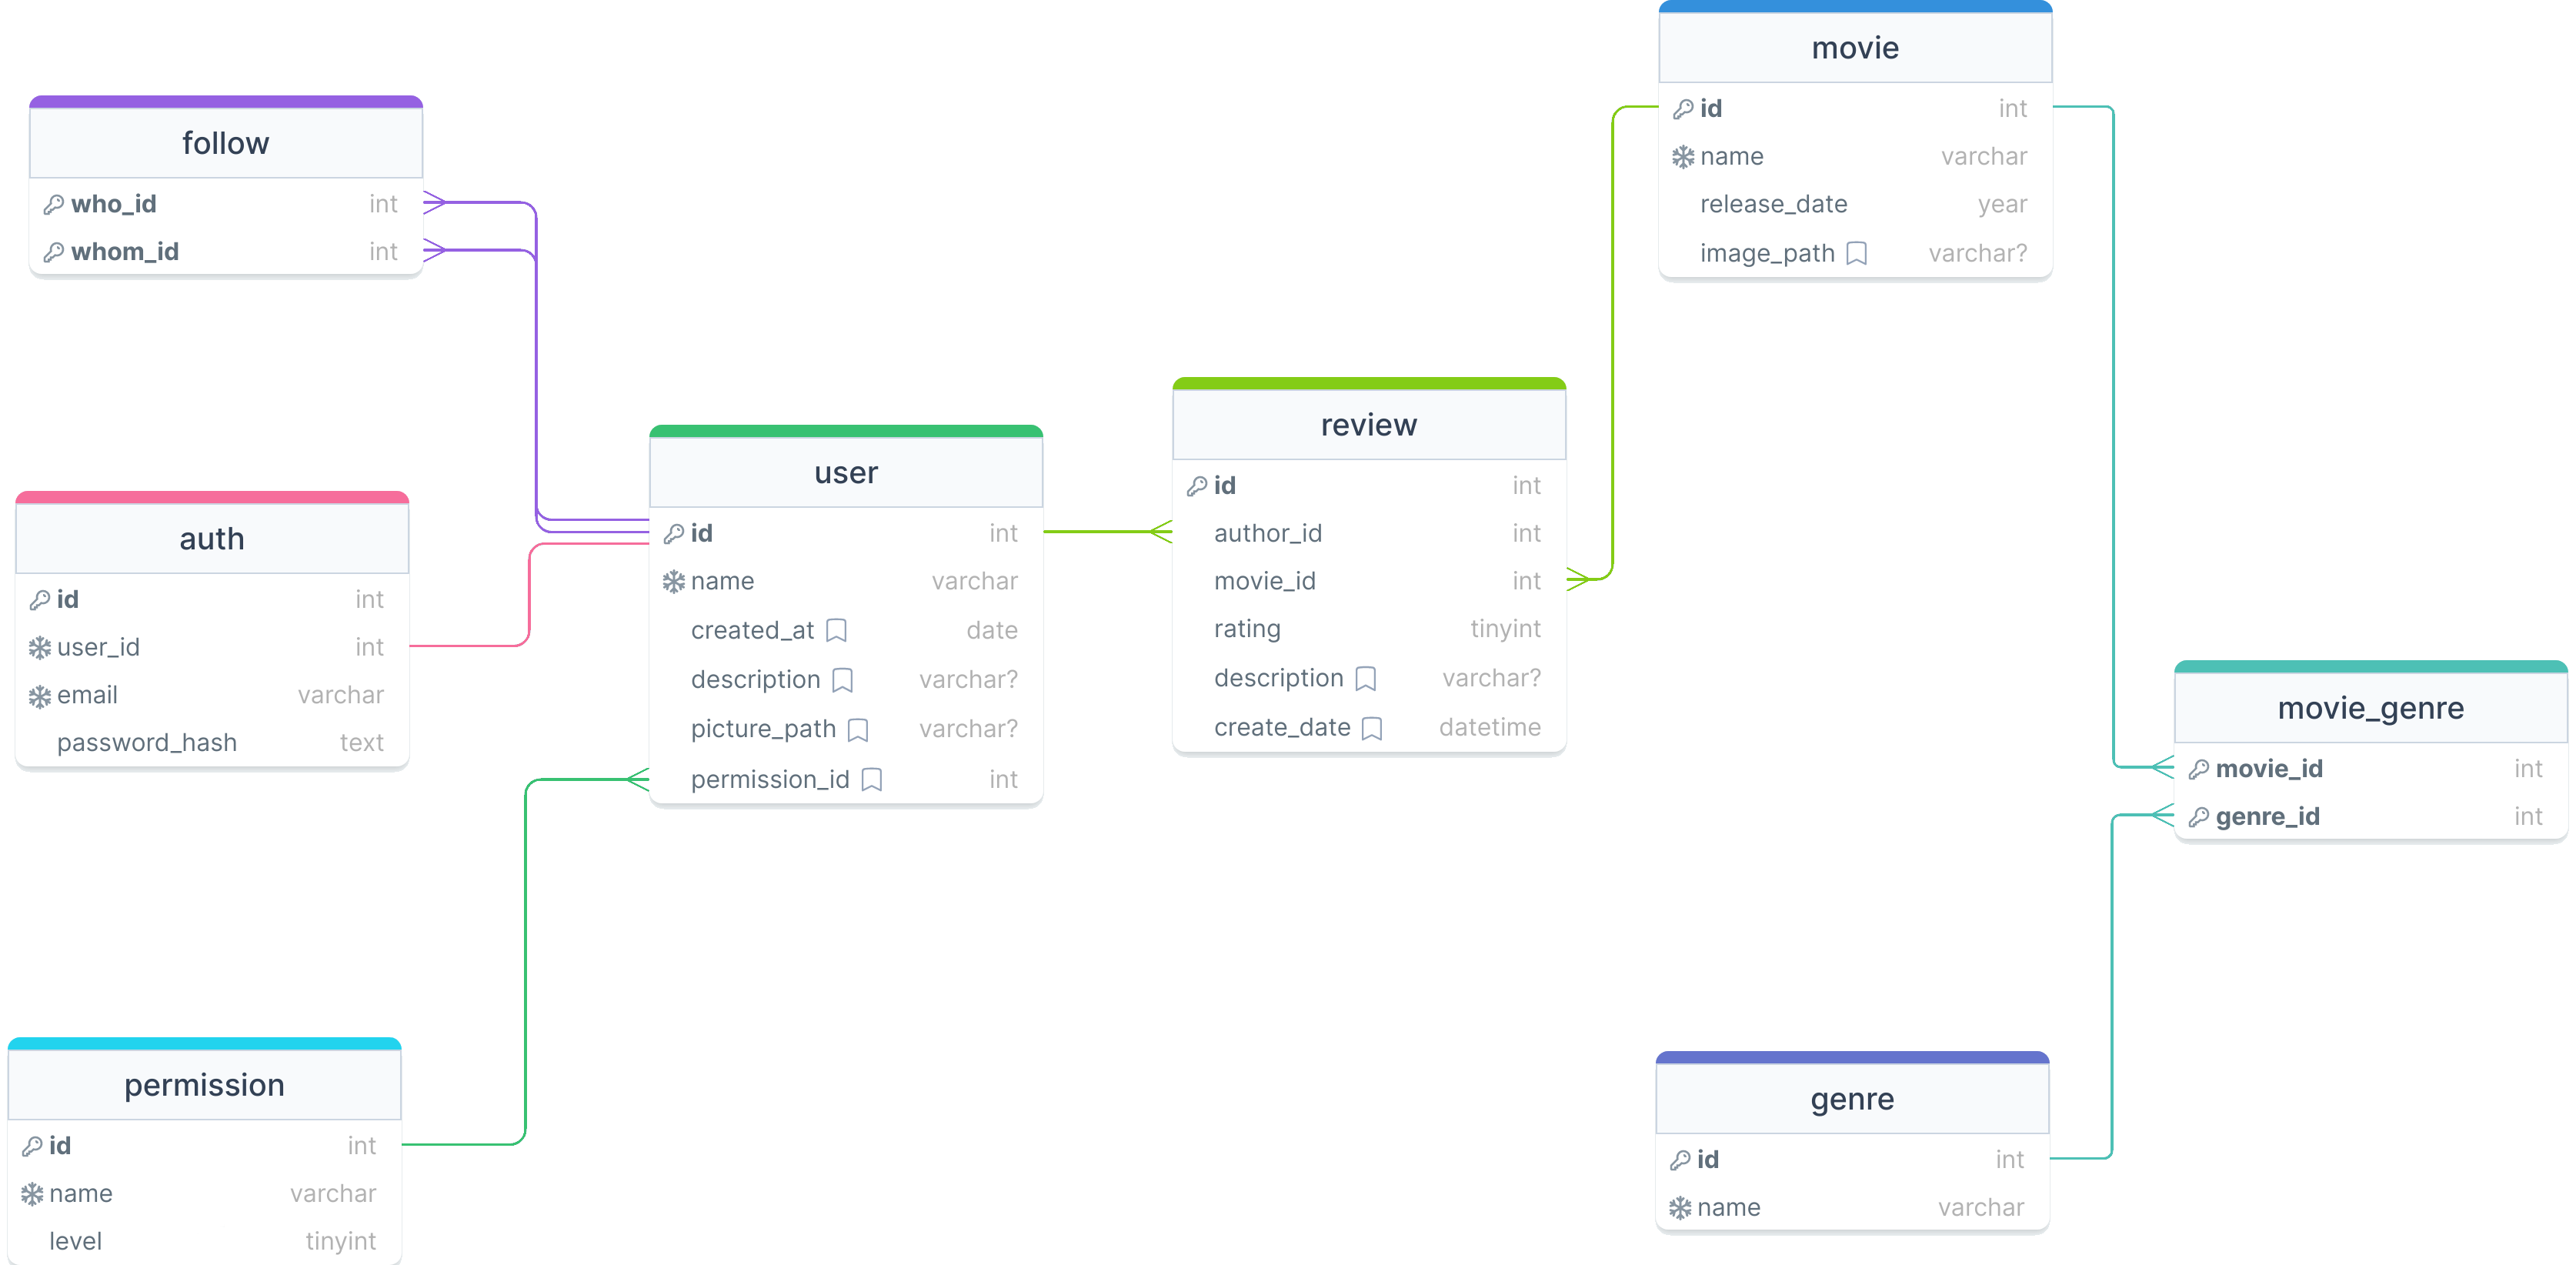 follow
who_id int
whom_id int
auth
id int
user_id int
email varchar
password_hash text
permission
id int
name varchar
level tinyint
user
id int
name varchar
created_at date
description varchar?
picture_path varchar?
permission_id int
review
id int
author_id int
movie_id int
rating tinyint
description varchar?
create_date datetime
movie
id int
name varchar
release_date year
image_path varchar?
movie_genre
movie_id int
genre_id int
genre
id int
name varchar